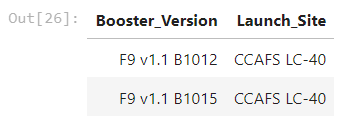 Out[26]: Booster_Version Launch_Site
F9 v1.1 B1012 CCAFS LC-40
F9 v1.1 B1015 CCAFS LC-40